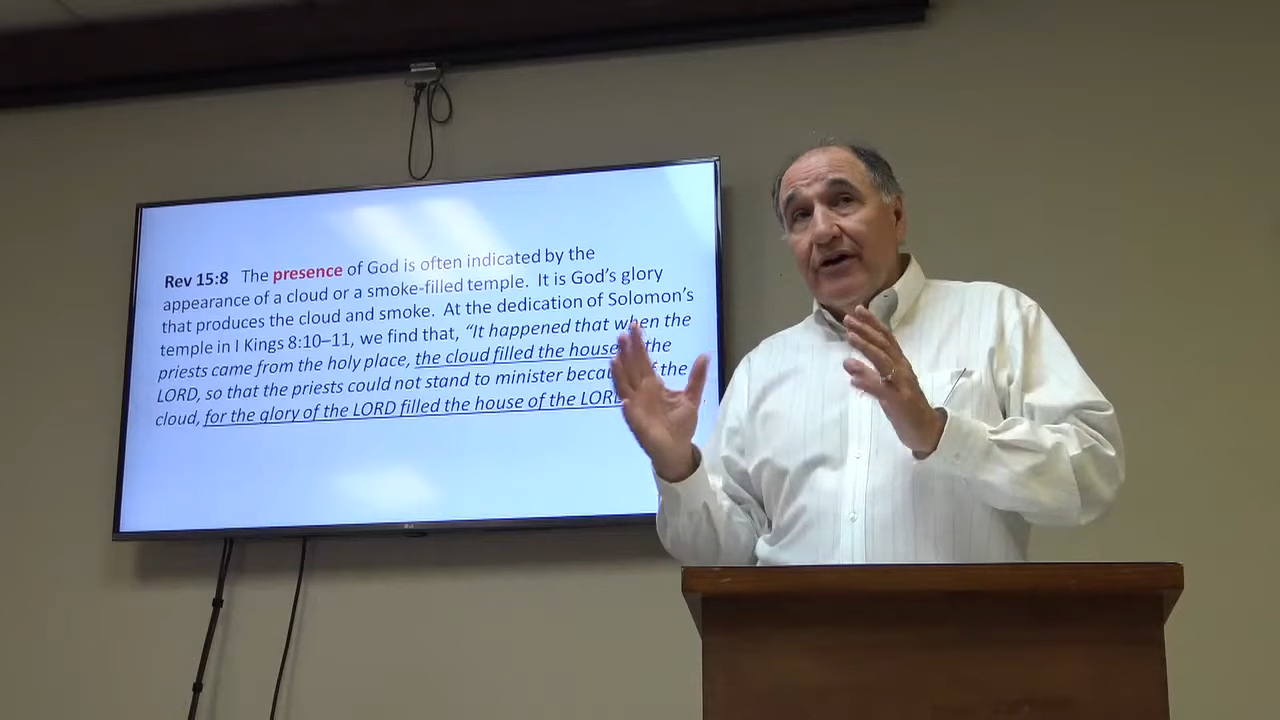 Rev 15:8 The presence of God is often indicated by the
appearance of a cloud or a smoke-filled temple. It is God's glory
that produces the cloud and smoke. At the dedication of Solomon's
temple in I Kings 8:10–11, we find that, "It happened that when the
priests came from the holy place, the cloud filled the house the
LORD, so that the priests could not stand to minister the
cloud, for the glory of the LORD filled the house of the
LG